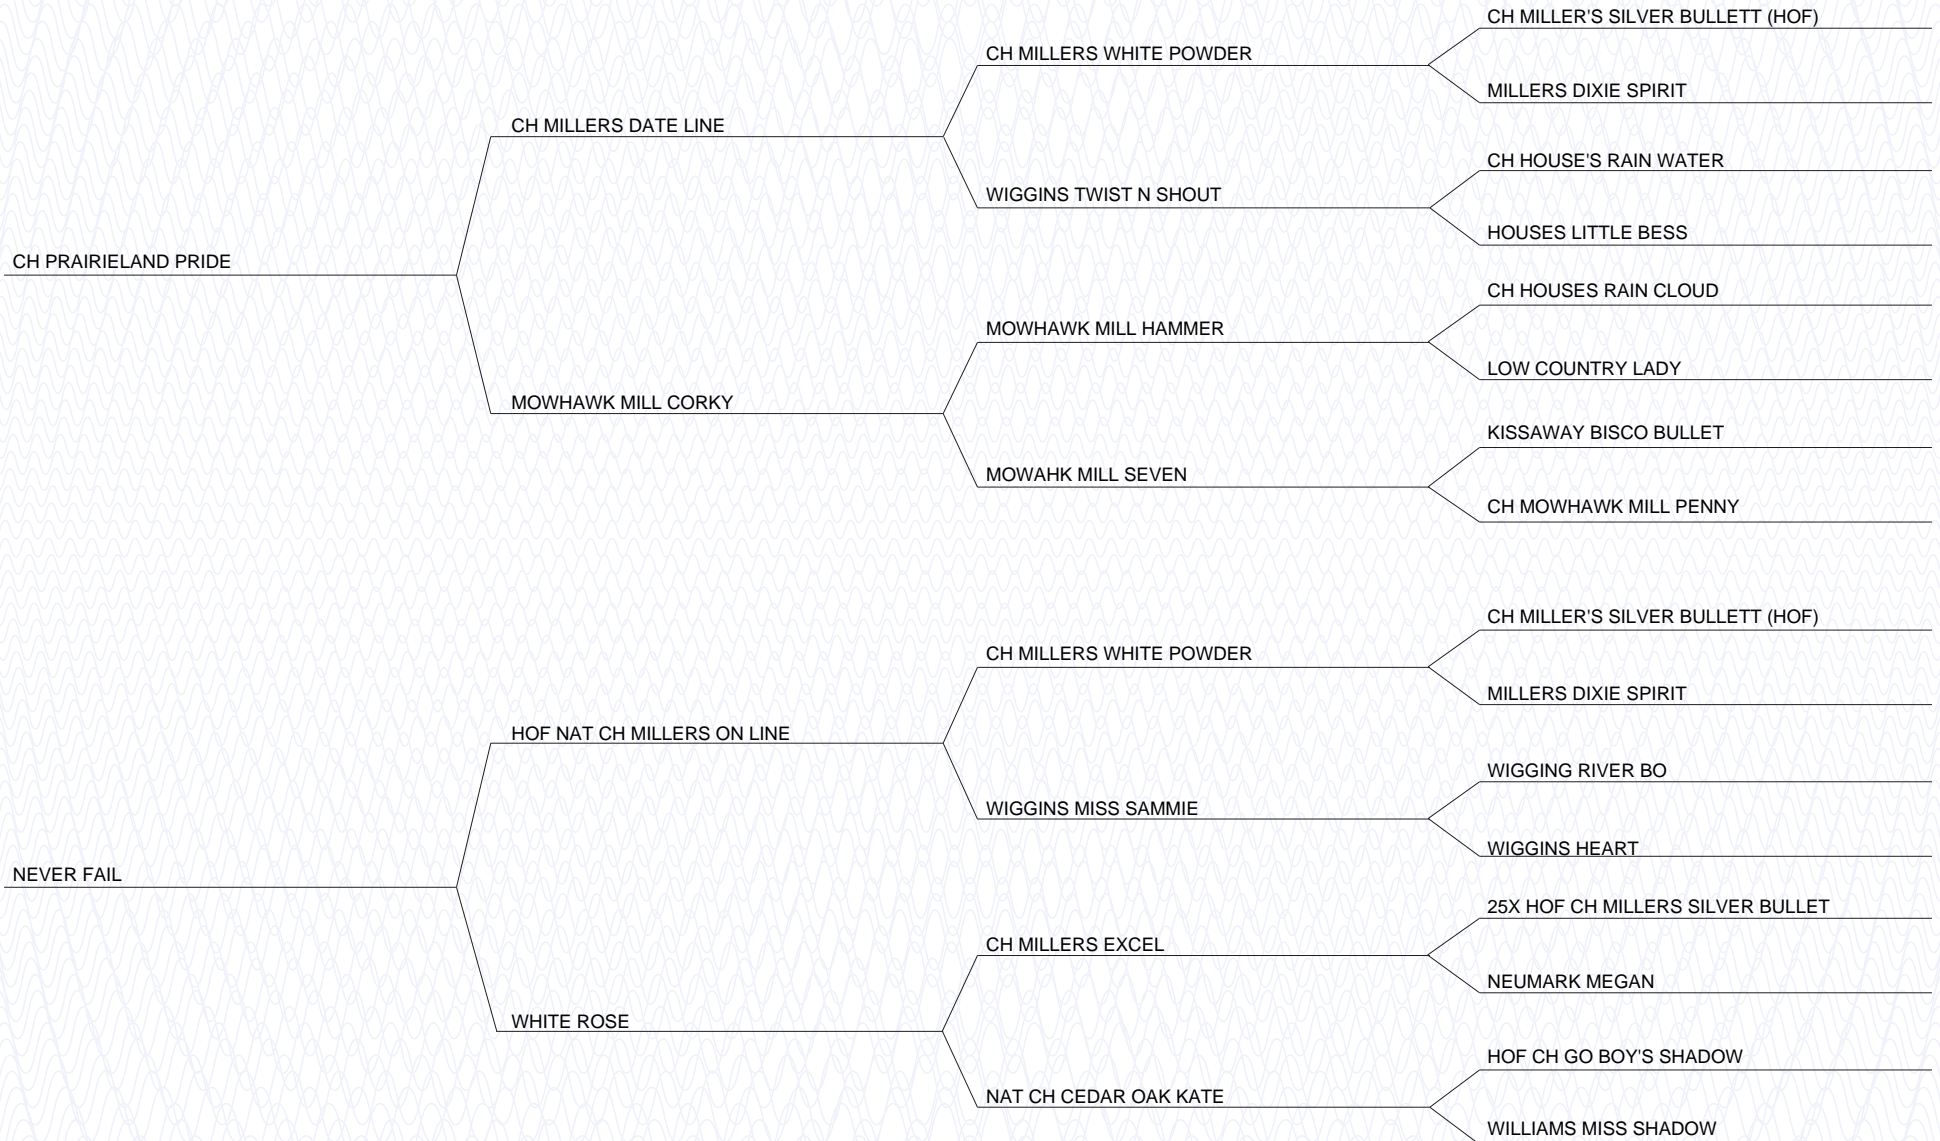 CH MILLER'S SILVER BULLETT (HOF)
CH MILLERS WHITE POWDER
MILLERS DIXIE SPIRIT
CH MILLERS DATE LINE
CH HOUSE'S RAIN WATER
WIGGINS TWIST N SHOUT
HOUSES LITTLE BESS
CH PRAIRIELAND PRIDE
CH HOUSES RAIN CLOUD
MOWHAWK MILL HAMMER
LOW COUNTRY LADY
MOWHAWK MILL CORKY
KISSAWAY BISCO BULLET
MOWAHK MILL SEVEN
CH MOWHAWK MILL PENNY
CH MILLER'S SILVER BULLETT (HOF)
CH MILLERS WHITE POWDER
MILLERS DIXIE SPIRIT
HOF NAT CH MILLERS ON LINE
WIGGING RIVER BO
WIGGINS MISS SAMMIE
WIGGINS HEART
NEVER FAIL
25X HOF CH MILLERS SILVER BULLET
CH MILLERS EXCEL
NEUMARK MEGAN
WHITE ROSE
HOF CH GO BOY'S SHADOW
NAT CH CEDAR OAK KATE
WILLIAMS MISS SHADOW